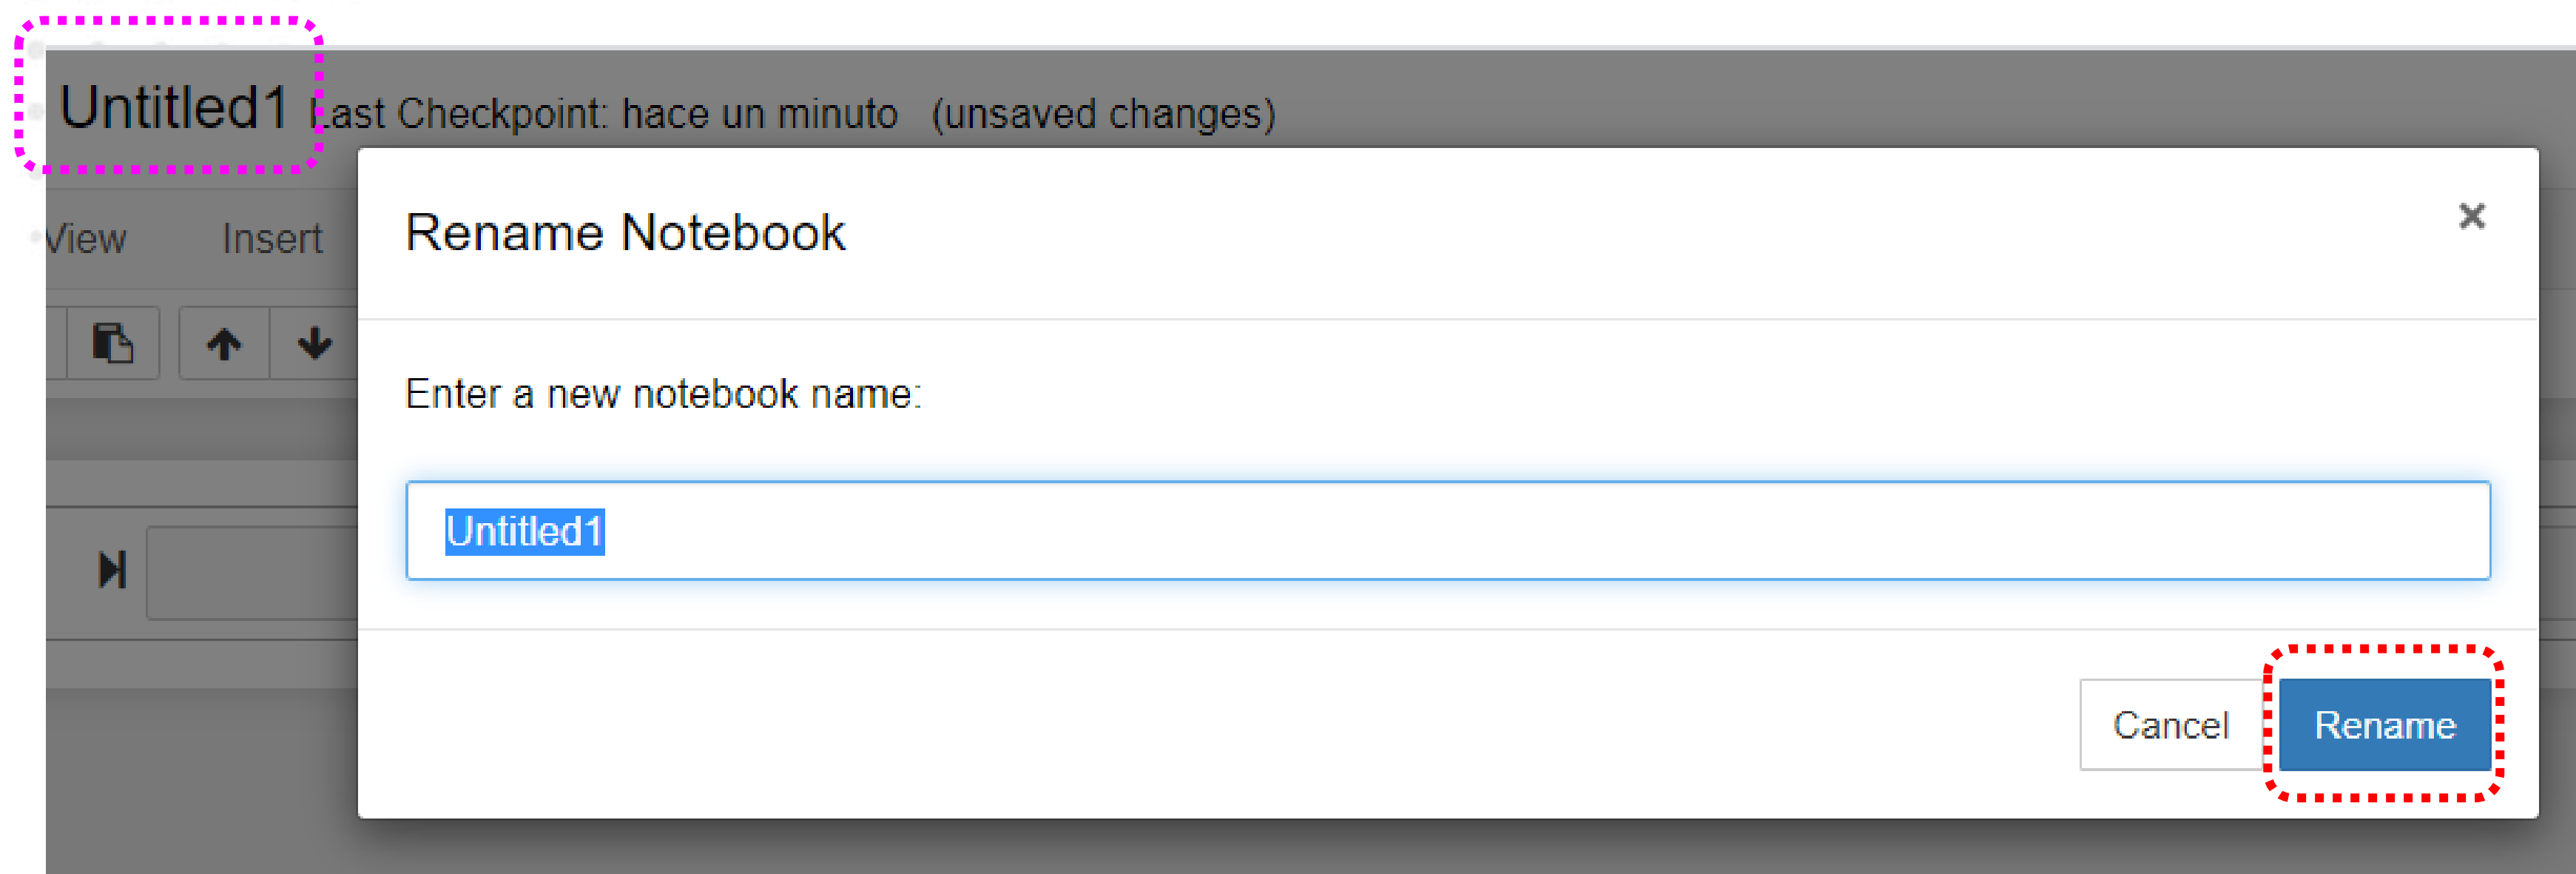 Untitled1 Last Checkpoint: hace un minuto (unsaved changes)
View Insert
Rename Notebook
Enter a new notebook name:
Untitled1
Cancel Rename